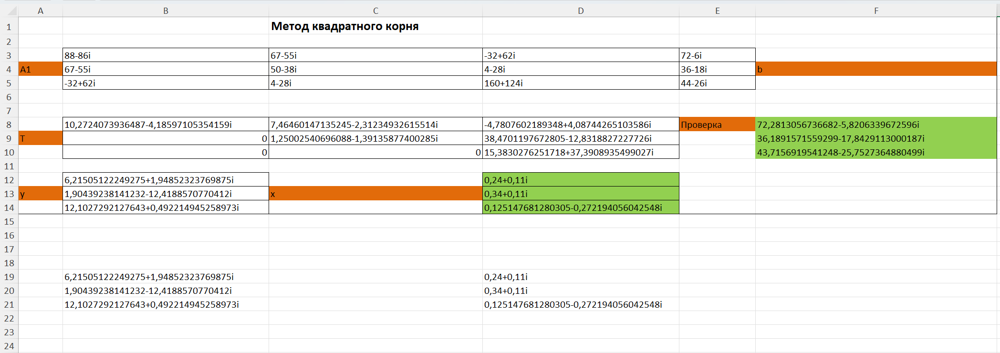 A B C D E F
1 Метод квадратного корня
2
3 88-86i 67-55i -32+62i 72-6i
4 A1 67-55i 50-38i 4-28i 36-18i b
5 -32+62i 4-28i 160+124i 44-26i
6
7
8 10,2724073936487-4,18597105354159i 7,46460147135245-2,31234932615514i -4,7807602189348+4,08744265103586i Проверка 72,2813056736682-5,8206339672596i
9 T 0 1,25002540696088-1,39135877400285i 38,4701197672805-12,8318827227726i 36,1891571559299-17,8429113000187i
10 0 0 15,3830276251718+37,3908935499027i 43,7156919541248-25,7527364880499i
11
12 6,21505122249275+1,94852323769875i 0,24+0,11i
13 y 1,90439238141232-12,4188570770412i x 0,34+0,11i
14 12,1027292127643+0,492214945258973i 0,125147681280305-0,272194056042548i
15
16
17
18
19 6,21505122249275+1,94852323769875i 0,24+0,11i
20 1,90439238141232-12,4188570770412i 0,34+0,11i
21 12,1027292127643+0,492214945258973i 0,125147681280305-0,272194056042548i
22
23
24